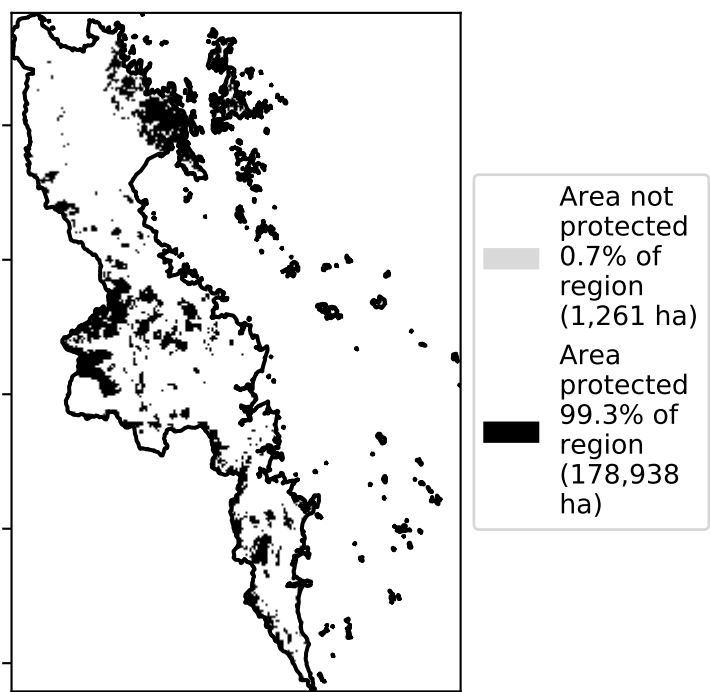 Area not
protected
0.7% of
region
(1,261 ha)
Area
protected
99.3% of
region
(178,938
ha)